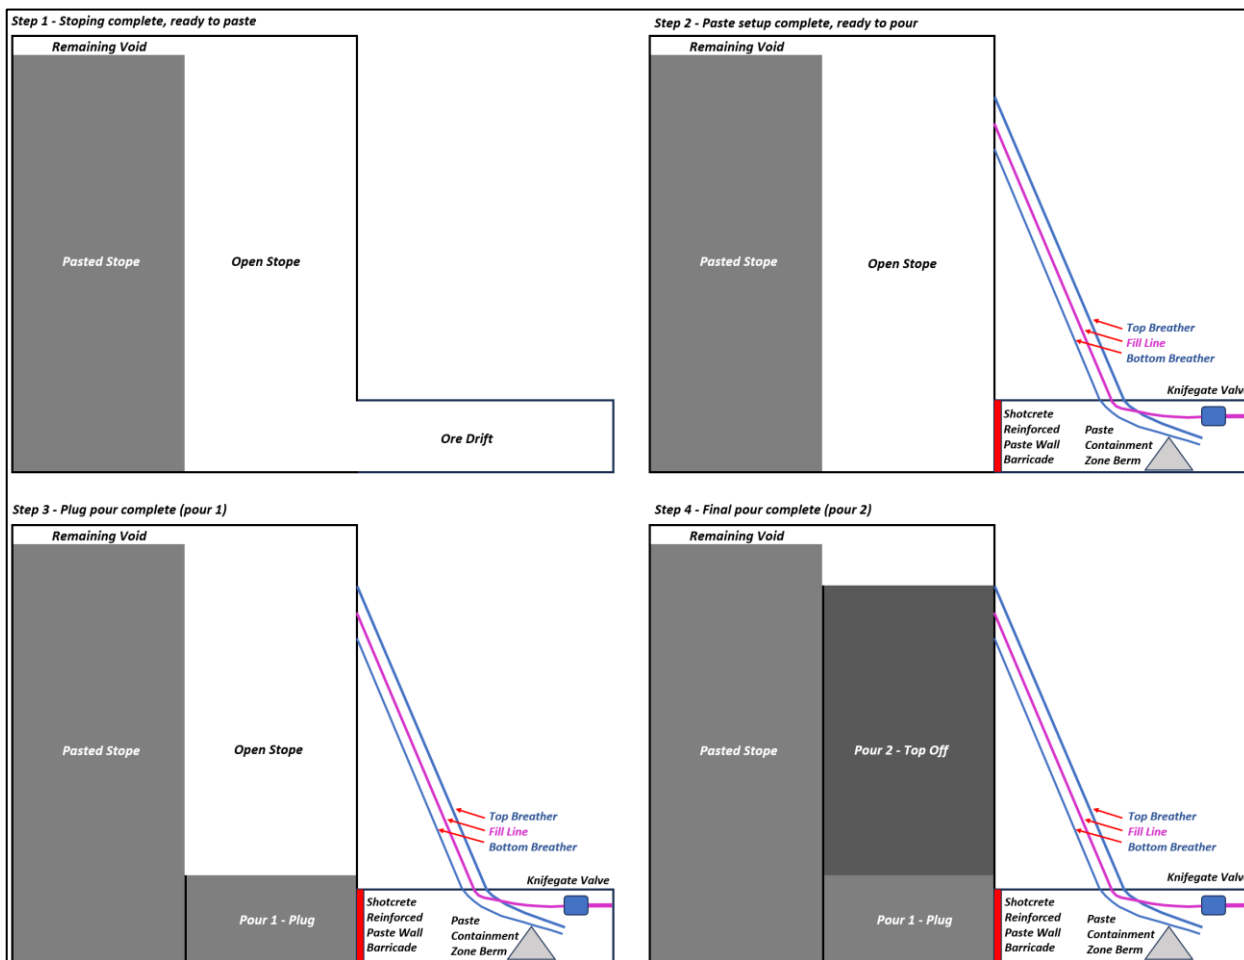 Step 1 - Stoping complete, ready to paste
Remaining Void
Pasted Stope
Open Stope
Ore Drift
Step 2 - Paste setup complete, ready to pour
Remaining Void
Pasted Stope
Open Stope
Top Breather
Fill Line
Bottom Breather
Knifegate Valve
Shotcrete
Reinforced
Paste Wall
Barricade
Paste
Containment
Zone Berm
Step 3 - Plug pour complete (pour 1)
Remaining Void
Pasted Stope
Open Stope
Top Breather
Fill Line
Bottom Breather
Knifegate Valve
Pour 1 - Plug
Shotcrete
Reinforced
Paste Wall
Barricade
Paste
Containment
Zone Berm
Step 4 - Final pour complete (pour 2)
Remaining Void
Pasted Stope
Pour 2 - Top Off
Top Breather
Fill Line
Bottom Breather
Knifegate Valve
Pour 1 - Plug
Shotcrete
Reinforced
Paste Wall
Barricade
Paste
Containment
Zone Berm